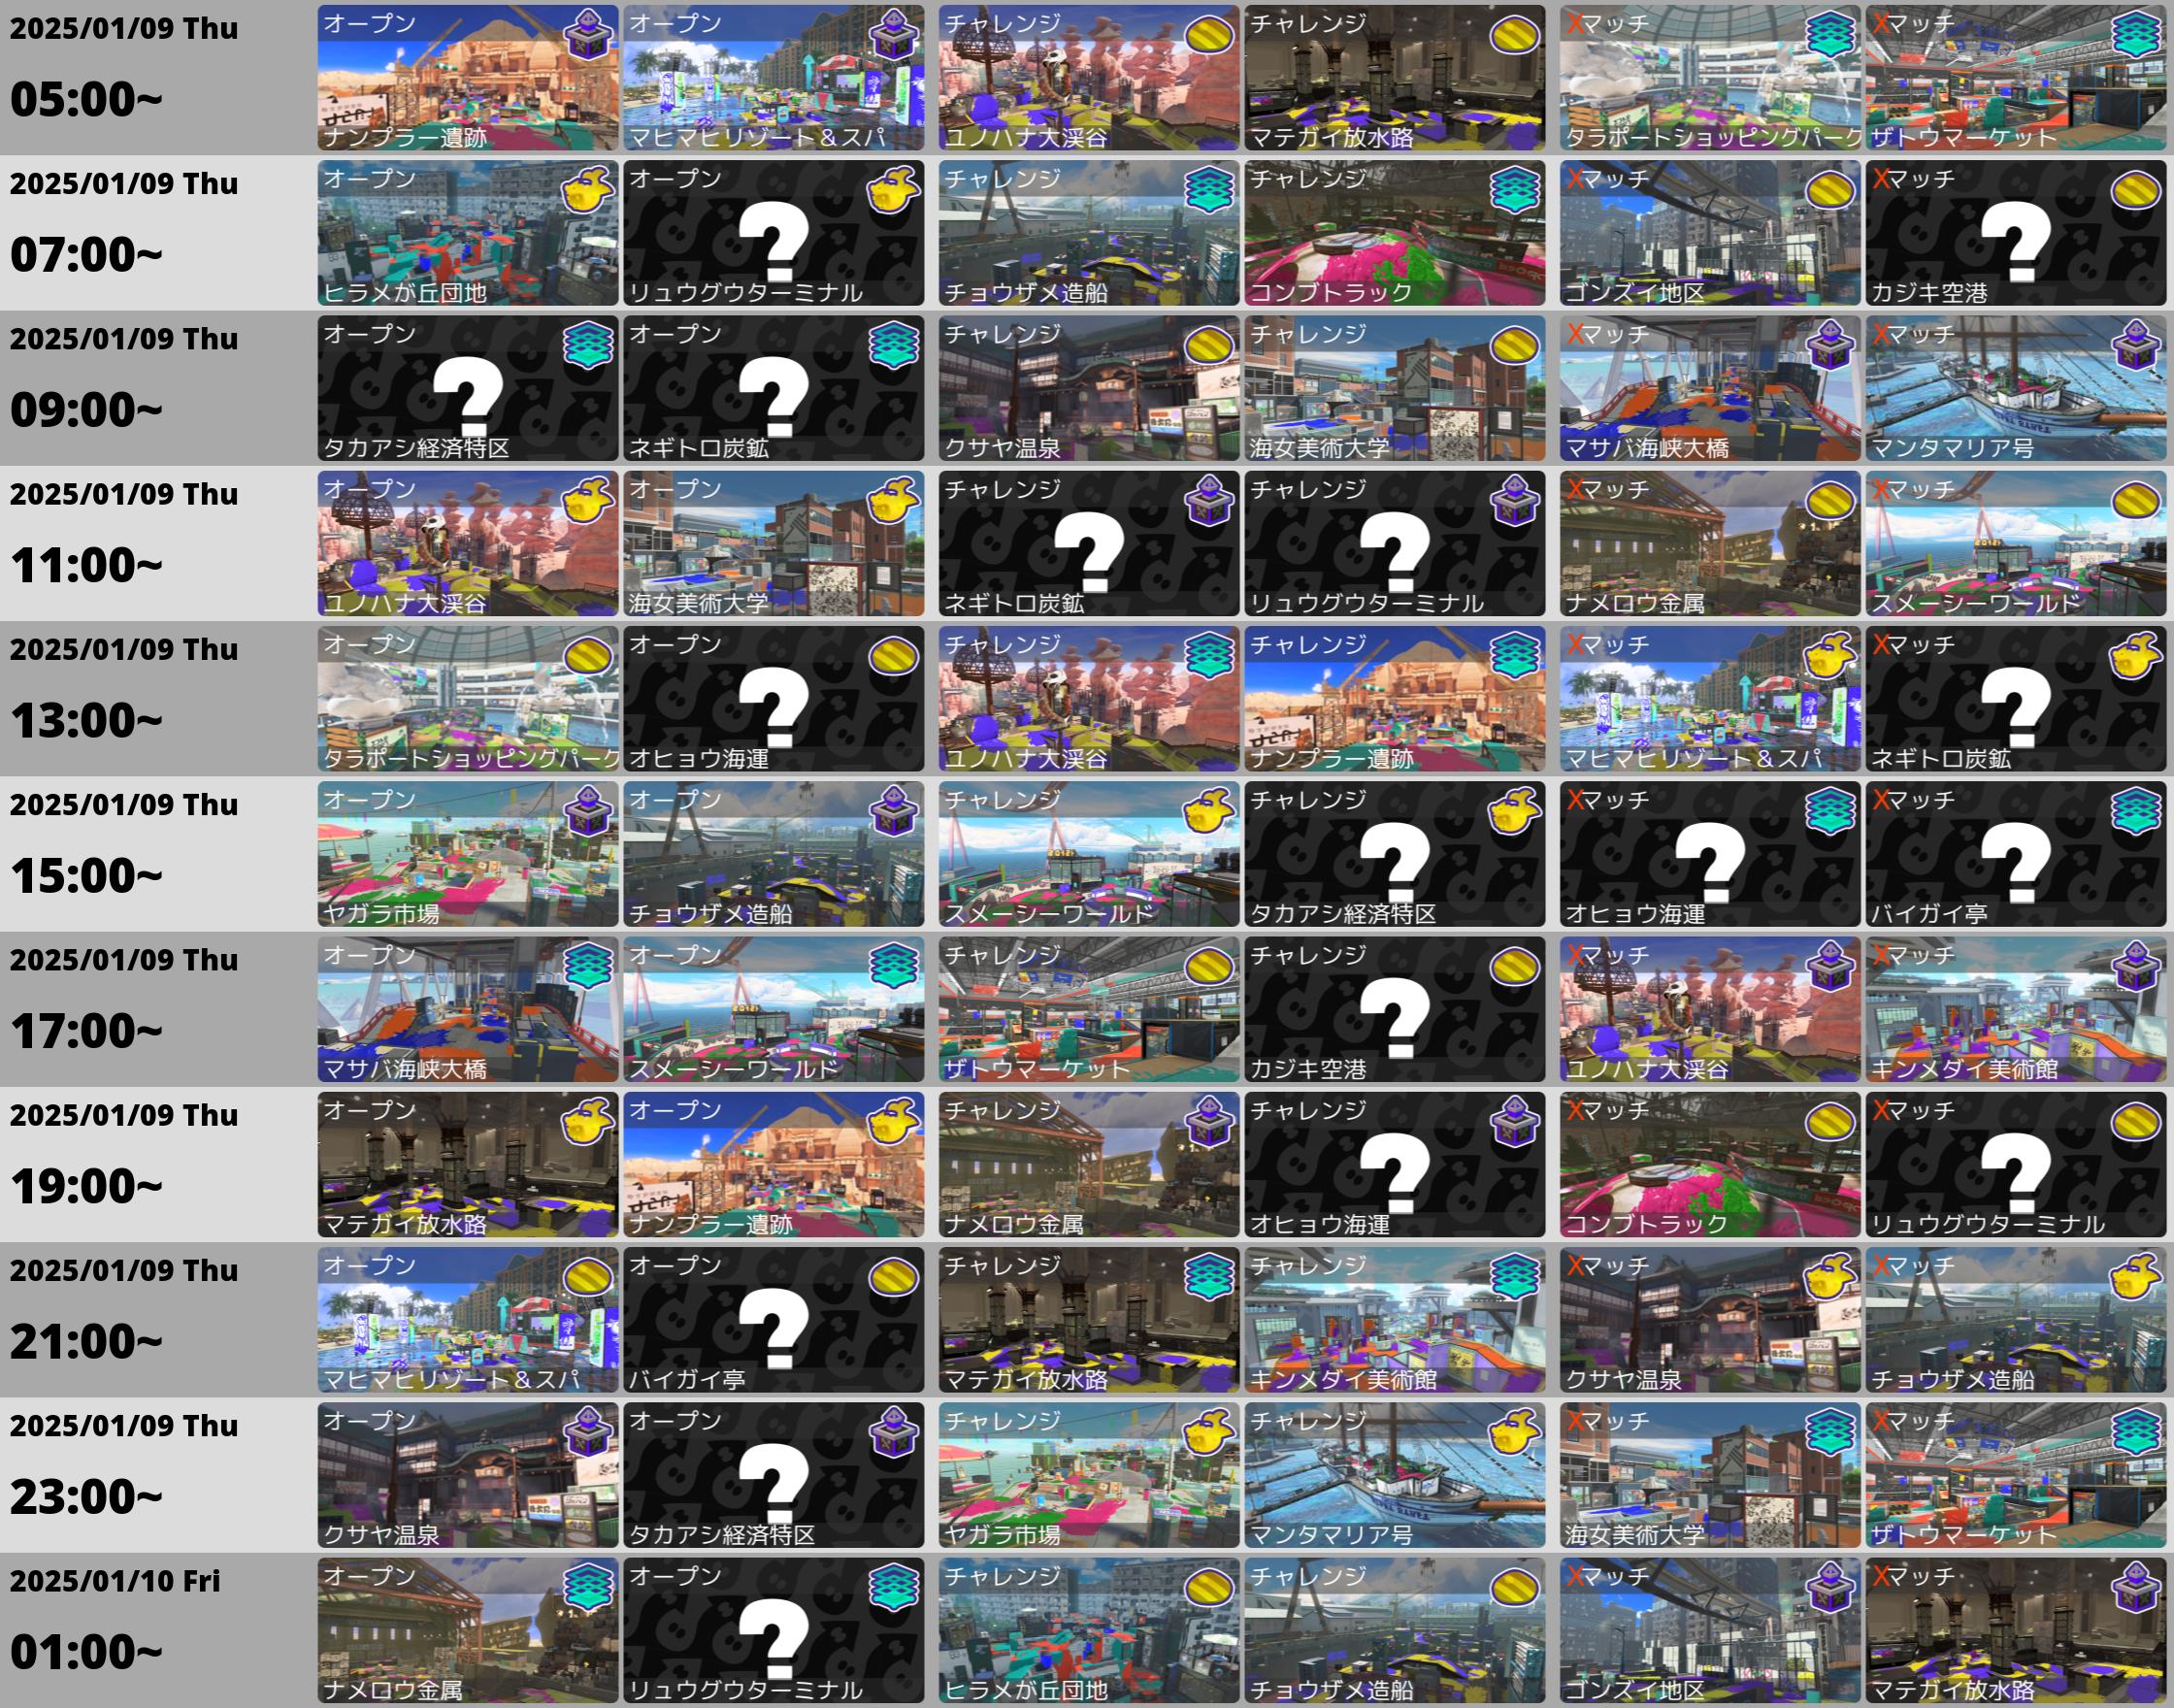 2025/01/09 Thu
05:00~
オープン
ナンプラー遺跡
オープン
マヒマヒリゾート＆スパ
チャレンジ
ユノハナ大渓谷
チャレンジ
マテガイ放水路
Xマッチ
タラポートショッピングパーク
Xマッチ
ザトウマーケット
2025/01/09 Thu
07:00~
オープン
ヒラメが丘団地
オープン
リュウグウターミナル
チャレンジ
チョウザメ造船
チャレンジ
コンブトラック
Xマッチ
ゴンズイ地区
Xマッチ
カジキ空港
2025/01/09 Thu
09:00~
オープン
タカアシ経済特区
オープン
ネギトロ炭鉱
チャレンジ
クサヤ温泉
チャレンジ
海女美術大学
Xマッチ
マサバ海峡大橋
Xマッチ
マンタマリア号
2025/01/09 Thu
11:00~
オープン
ユノハナ大渓谷
オープン
海女美術大学
チャレンジ
ネギトロ炭鉱
チャレンジ
リュウグウターミナル
Xマッチ
ナメロウ金属
Xマッチ
スメーシーワールド
2025/01/09 Thu
13:00~
オープン
タラポートショッピングパーク
オープン
オヒョウ海運
チャレンジ
ユノハナ大渓谷
チャレンジ
ナンプラー遺跡
Xマッチ
マヒマヒリゾート＆スパ
Xマッチ
ネギトロ炭鉱
2025/01/09 Thu
15:00~
オープン
ヤガラ市場
オープン
チョウザメ造船
チャレンジ
スメーシーワールド
チャレンジ
タカアシ経済特区
Xマッチ
オヒョウ海運
Xマッチ
バイガイ亭
2025/01/09 Thu
17:00~
オープン
マサバ海峡大橋
オープン
スメーシーワールド
チャレンジ
ザトウマーケット
チャレンジ
カジキ空港
Xマッチ
ユノハナ大渓谷
Xマッチ
キンメダイ美術館
2025/01/09 Thu
19:00~
オープン
マテガイ放水路
オープン
ナンプラー遺跡
チャレンジ
ナメロウ金属
チャレンジ
オヒョウ海運
Xマッチ
コンブトラック
Xマッチ
リュウグウターミナル
2025/01/09 Thu
21:00~
オープン
マヒマヒリゾート＆スパ
オープン
バイガイ亭
チャレンジ
マテガイ放水路
チャレンジ
キンメダイ美術館
Xマッチ
クサヤ温泉
Xマッチ
チョウザメ造船
2025/01/09 Thu
23:00~
オープン
クサヤ温泉
オープン
タカアシ経済特区
チャレンジ
ヤガラ市場
チャレンジ
マンタマリア号
Xマッチ
海女美術大学
Xマッチ
ザトウマーケット
2025/01/10 Fri
01:00~
オープン
ナメロウ金属
オープン
リュウグウターミナル
チャレンジ
ヒラメが丘団地
チャレンジ
チョウザメ造船
Xマッチ
ゴンズイ地区
Xマッチ
マテガイ放水路